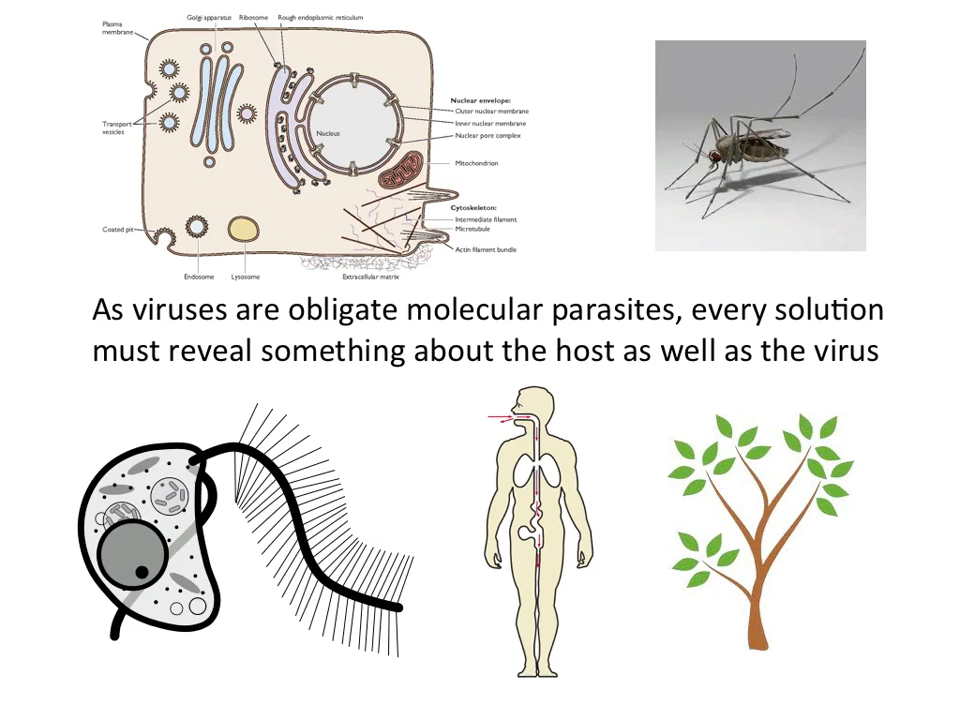 Golgi apparatus
Ribosome
Rough endoplasmic reticulum
Plasma
membrane
Transport
vesicles
Nucleus
Nuclear envelope:
Outer nuclear membrane
Inner nuclear membrane
Nuclear pore complex
Mitochondrion
Cytoskeleton:
Intermediate filament
Microtubule
Actin filament bundle
Coated pit
Endosome
Lysosome
Extracellular matrix
As viruses are obligate molecular parasites, every solution
must reveal something about the host as well as the virus